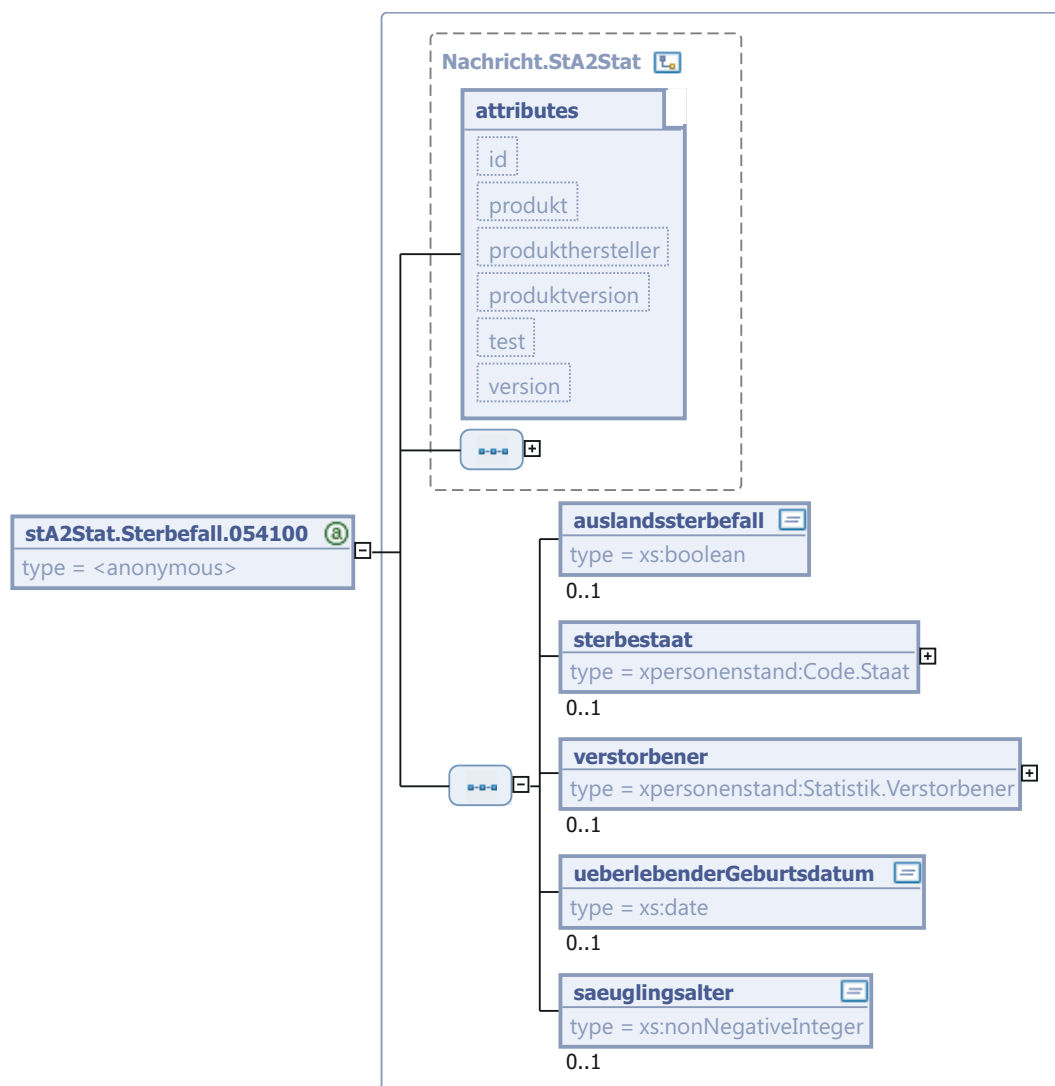 Nachricht.StA2Stat
attributes
id
produkt
produkthersteller
produktversion
test
version
stA2Stat.Sterbefall.054100 a
type = <anonymous>
auslandssterbefall
type = xs:boolean
0..1
sterbestaat
type = xpersonenstand:Code.Staat
0..1
verstorbener
type = xpersonenstand:Statistik.Verstorbener
0..1
ueberlebenderGeburtsdatum
type = xs:date
0..1
saeuglingsalter
type = xs:nonNegativeInteger
0..1